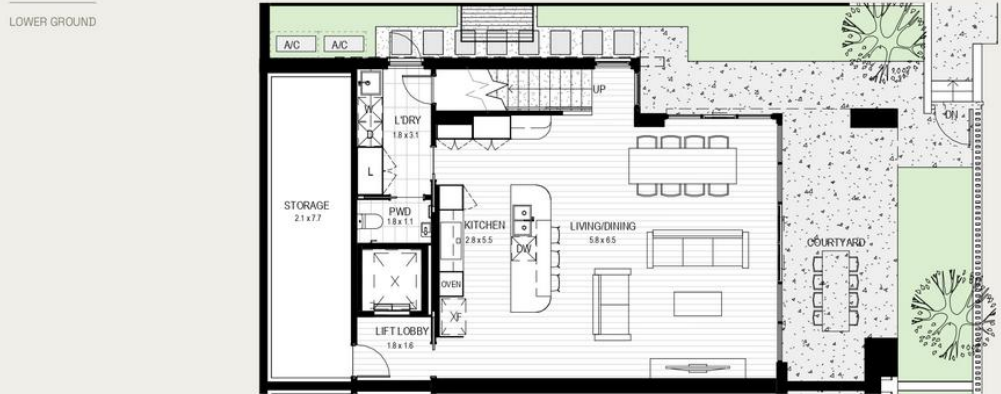 LOWER GROUND
A/C
A/C
UP
DN
W
D
L'DRY
1.8 x 3.1
L
STORAGE
2.1 x 7.7
PWD
1.8 x 1.1
KITCHEN
2.8 x 5.5
DW
LIVING/DINING
5.8 x 6.5
COURTYARD
OVEN
F
LIFT LOBBY
1.8 x 1.6